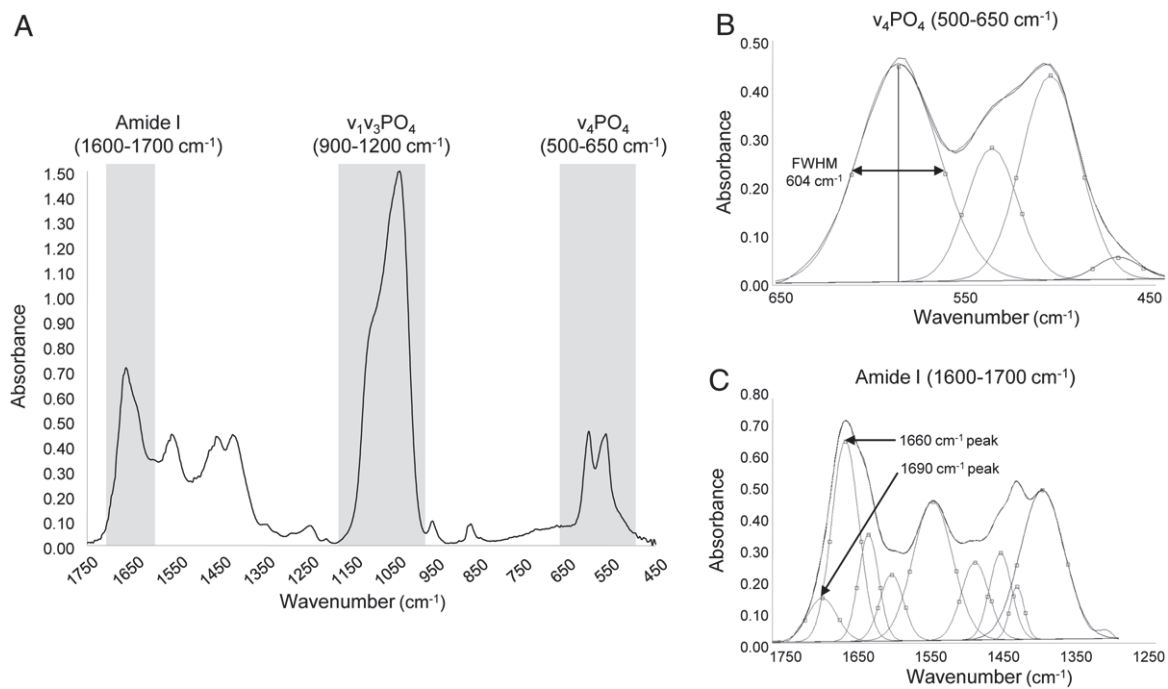 A
Amide I
(1600-1700 cm⁻¹)
v₁v₃PO₄
(900-1200 cm⁻¹)
v₄PO₄
(500-650 cm⁻¹)
1.50
1.40
1.30
1.20
1.10
1.00
0.90
0.80
0.70
0.60
0.50
0.40
0.30
0.20
0.10
0.00
Absorbance
1750
1650
1550
1450
1350
1150
1050
950
850
750
650
550
450
Wavenumber (cm⁻¹)
B
v₄PO₄ (500-650 cm⁻¹)
0.50
0.40
0.30
0.20
0.10
0.00
Absorbance
FWHM
604 cm⁻¹
650
550
450
Wavenumber (cm⁻¹)
C
Amide I (1600-1700 cm⁻¹)
0.80
0.70
0.60
0.50
0.40
0.30
0.20
0.10
0.00
Absorbance
1660 cm⁻¹ peak
1690 cm⁻¹ peak
1750
1650
1550
1450
1350
1250
Wavenumber (cm⁻¹)